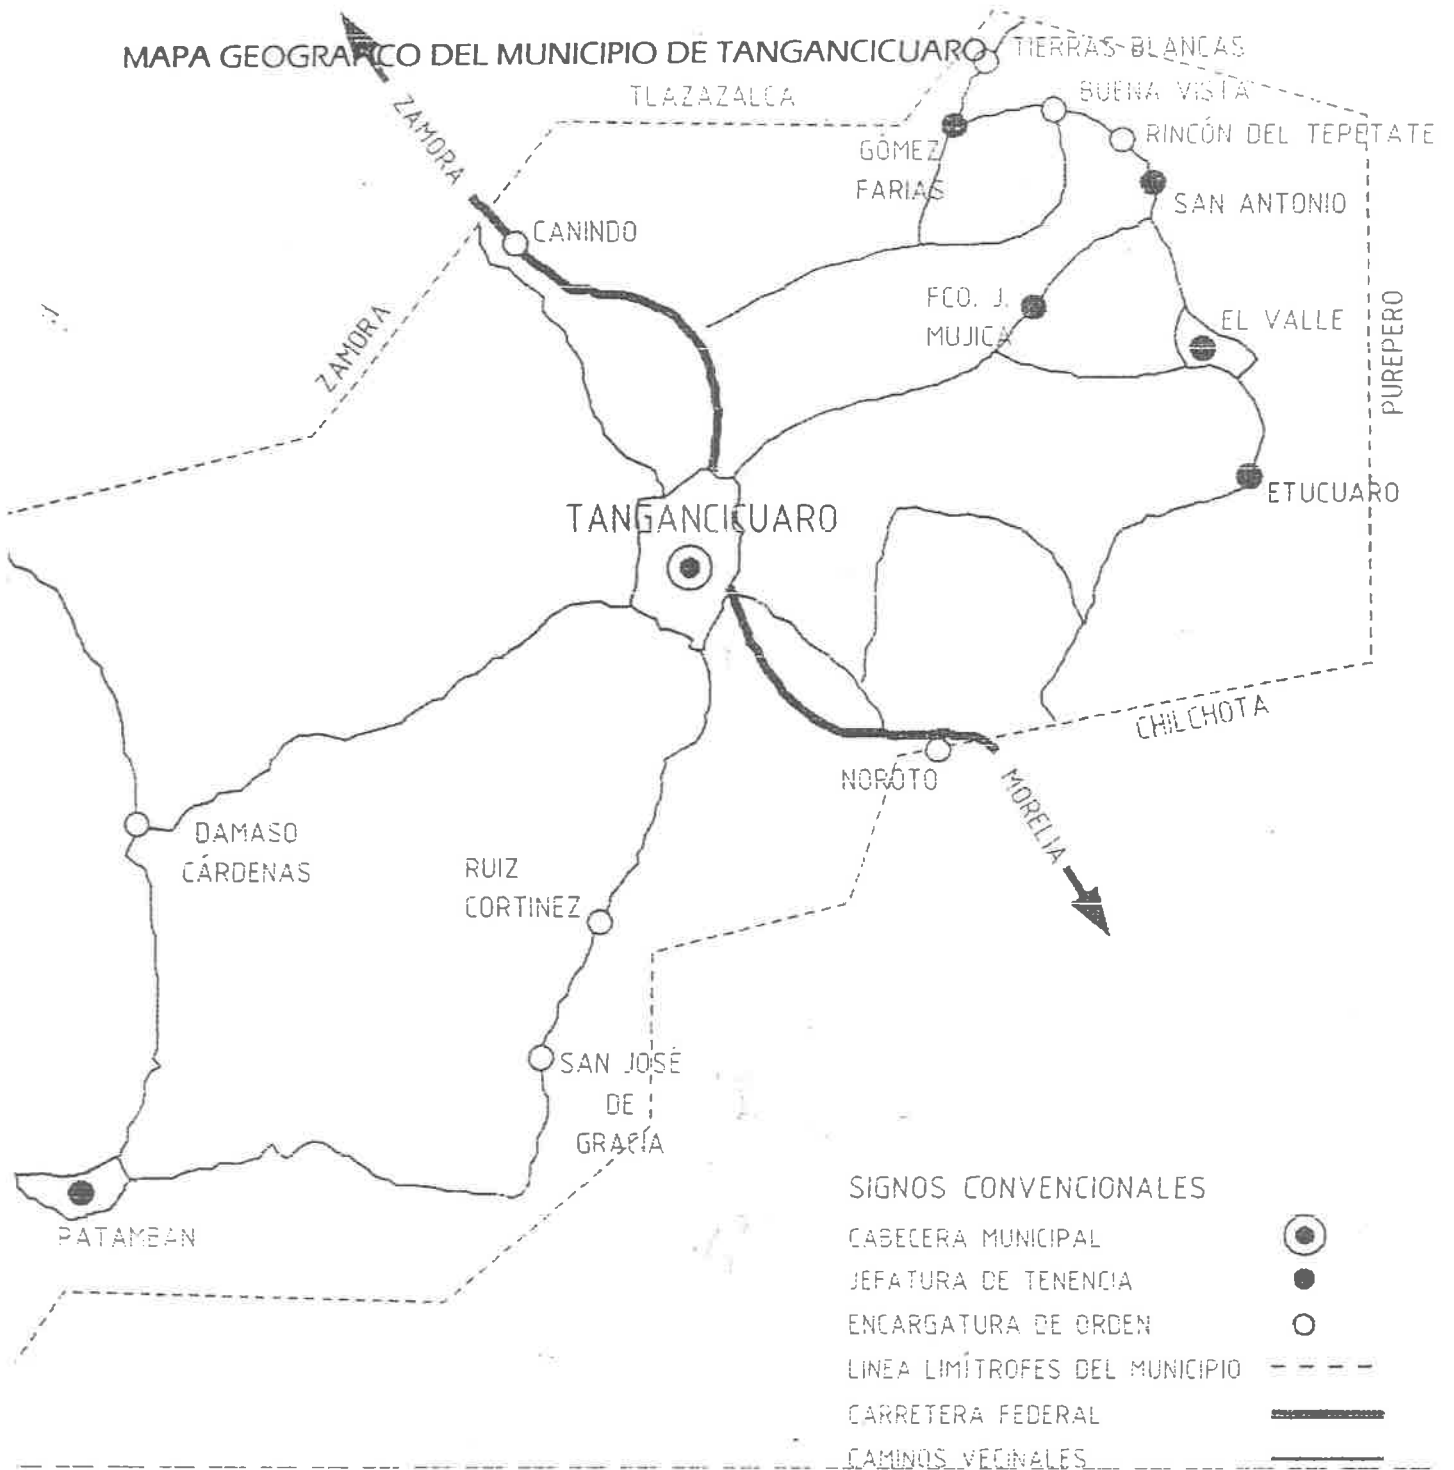 MAPA GEOGRAFICO DEL MUNICIPIO DE TANGANCICUARO
TIERRAS BLANCAS
TLAZAZALCA
BUENA VISTA
ZAMORA
GÓMEZ
FARIAS
RINCÓN DEL TEPETATE
SAN ANTONIO
CANINDO
FCO. J.
MUJICA
EL VALLE
ZAMORA
PUREPERO
ETUCUARO
TANGANCICUARO
CHILCHOTA
NOROTO
MORELIA
DAMASO
CÁRDENAS
RUIZ
CORTINEZ
SAN JOSÉ
DE
GRACIA
PATAMBAN
SIGNOS CONVENCIONALES
CABECERA MUNICIPAL
JEFATURA DE TENENCIA
ENCARGATURA DE ORDEN
LINEA LIMÍTROFES DEL MUNICIPIO
CARRETERA FEDERAL
CAMINOS VECINALES